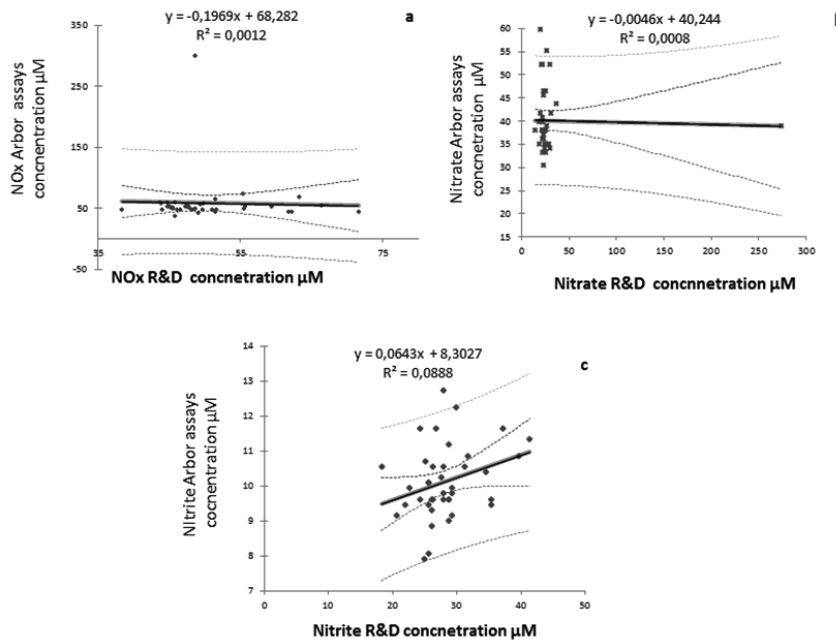 y = -0,1969x + 68,282
R² = 0,0012
a
350
250
150
50
-50
35
55
75
NOx Arbor assays
concnentration µM
NOx R&D concnetration µM
y = -0,0046x + 40,244
R² = 0,0008
60
55
50
45
40
35
30
25
20
15
0
50
100
150
200
250
300
Nitrate Arbor assays
concnetration µM
Nitrate R&D concnnetration µM
y = 0,0643x + 8,3027
R² = 0,0888
c
14
13
12
11
10
9
8
7
0
10
20
30
40
50
NItrite Arbor assays
cocnentration µM
Nitrite R&D concnetration µM